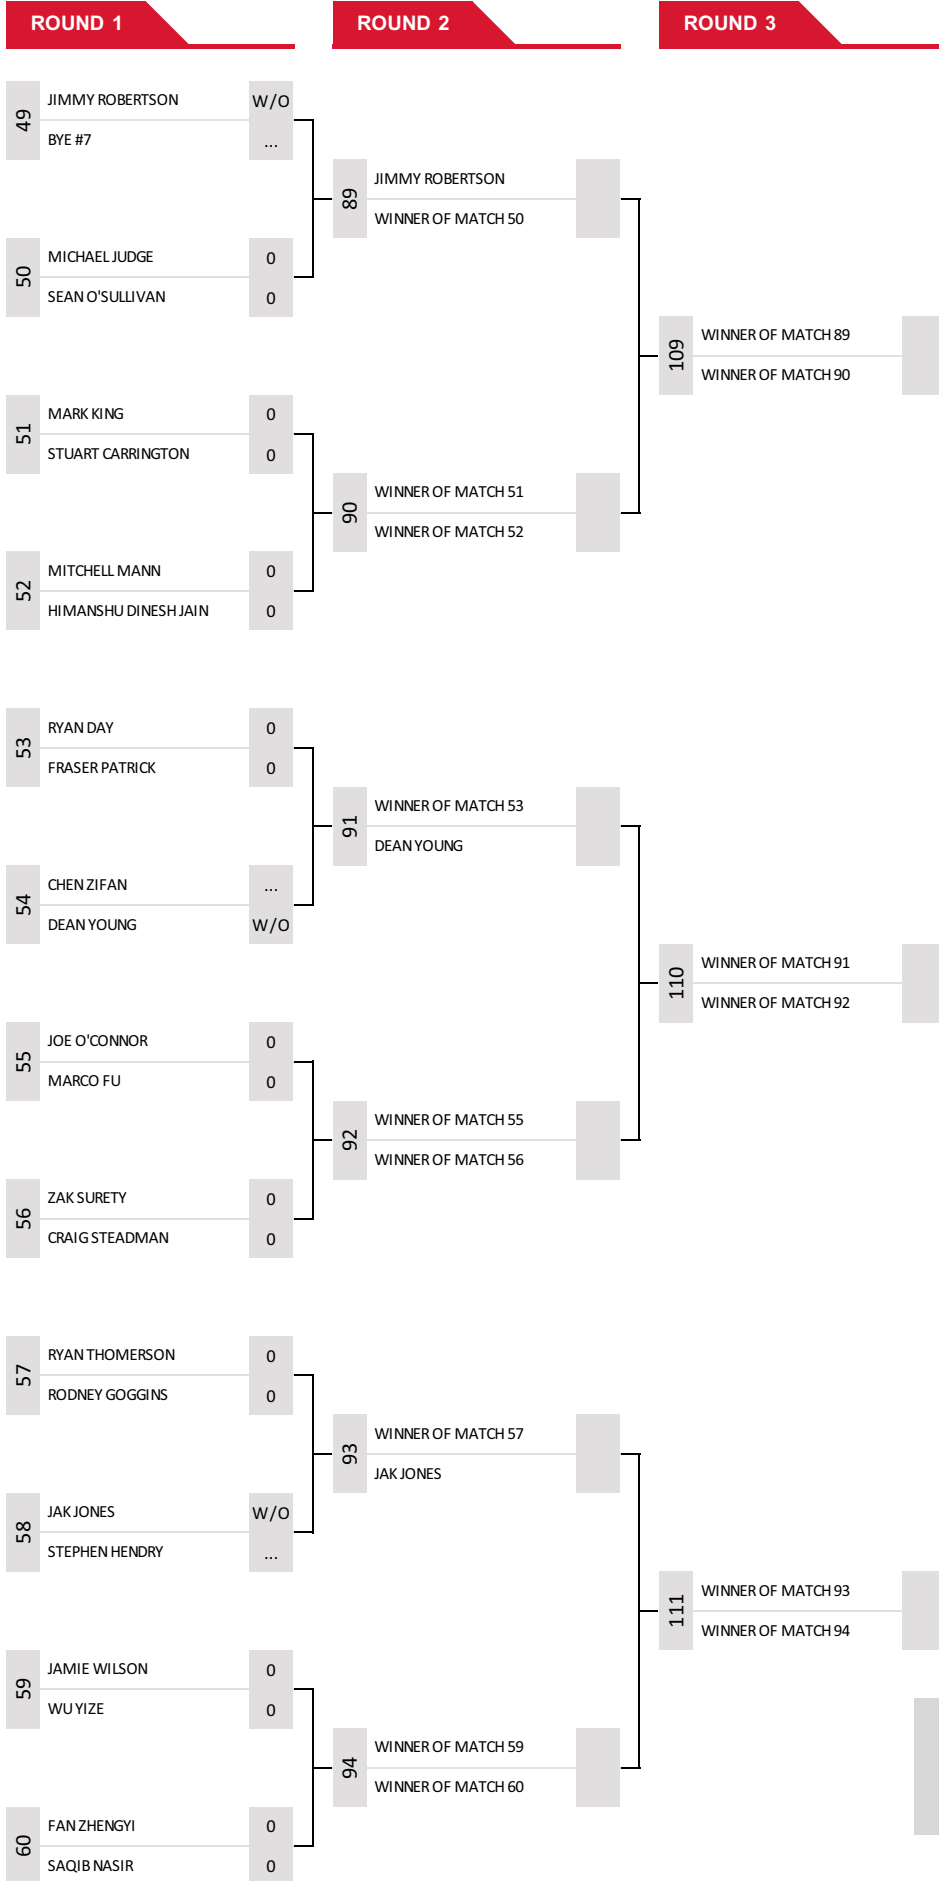 ROUND 1
ROUND 2
ROUND 3
49
JIMMY ROBERTSON
W/O
BYE #7
...
89
JIMMY ROBERTSON
WINNER OF MATCH 50
50
MICHAEL JUDGE
0
SEAN O'SULLIVAN
0
109
WINNER OF MATCH 89
WINNER OF MATCH 90
51
MARK KING
0
STUART CARRINGTON
0
90
WINNER OF MATCH 51
WINNER OF MATCH 52
52
MITCHELL MANN
0
HIMANSHU DINESH JAIN
0
53
RYAN DAY
0
FRASER PATRICK
0
91
WINNER OF MATCH 53
DEAN YOUNG
54
CHEN ZIFAN
...
DEAN YOUNG
W/O
110
WINNER OF MATCH 91
WINNER OF MATCH 92
55
JOE O'CONNOR
0
MARCO FU
0
92
WINNER OF MATCH 55
WINNER OF MATCH 56
56
ZAK SURETY
0
CRAIG STEADMAN
0
57
RYAN THOMERSON
0
RODNEY GOGGINS
0
93
WINNER OF MATCH 57
JAK JONES
58
JAK JONES
W/O
STEPHEN HENDRY
...
111
WINNER OF MATCH 93
WINNER OF MATCH 94
59
JAMIE WILSON
0
WU YIZE
0
94
WINNER OF MATCH 59
WINNER OF MATCH 60
60
FAN ZHENGYI
0
SAQIB NASIR
0